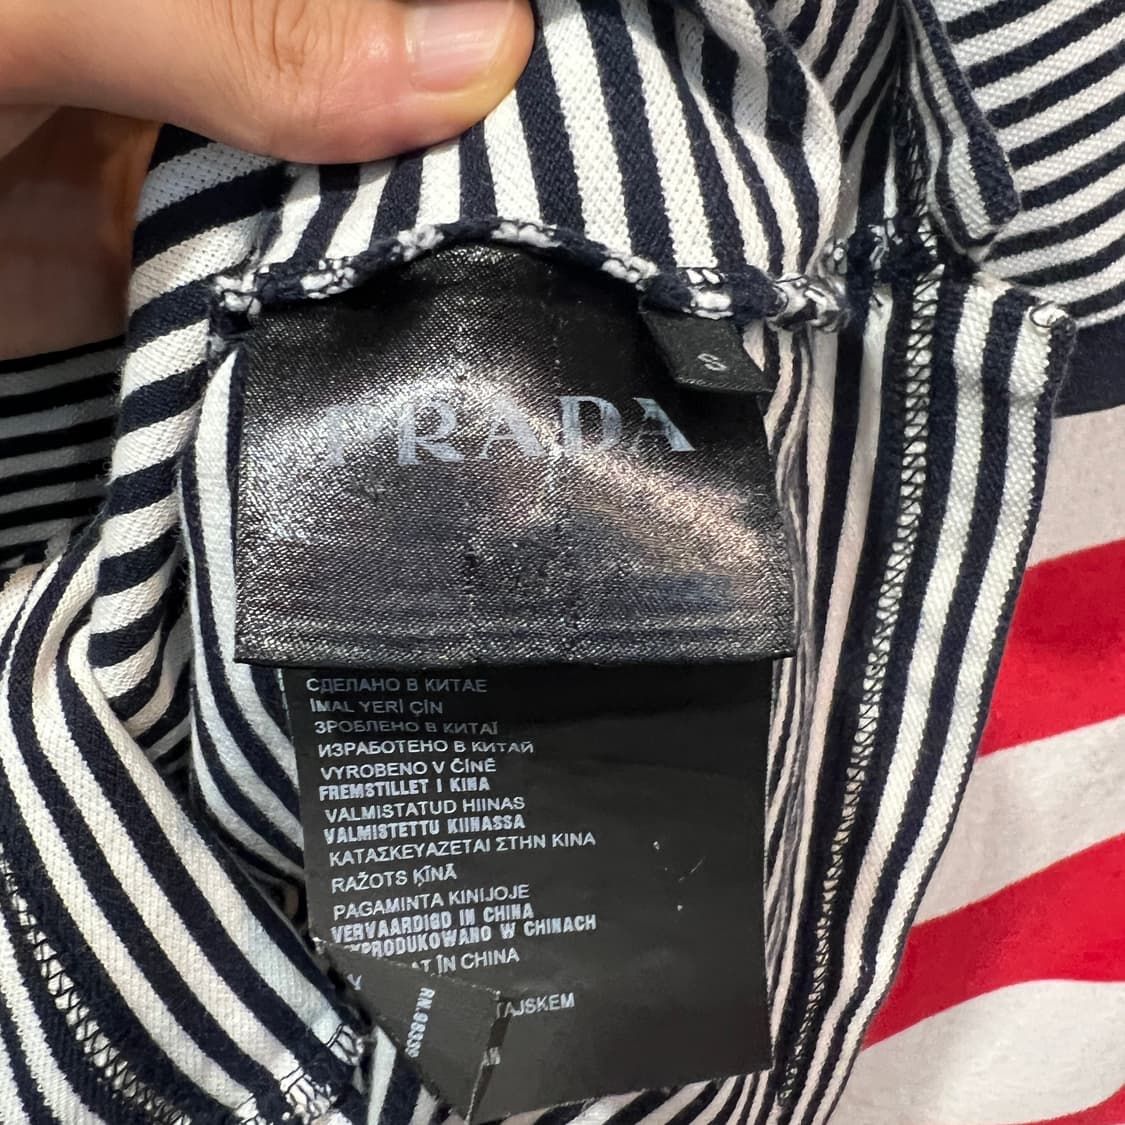 S
PRADA
СДЕЛАНО В КИТАЕ
İMAL YERİ ÇİN
ЗРОБЛЕНО В КИТАЇ
ИЗРАБОТЕНО В КИТАЙ
VYROBENO V ČÍNĚ
FREMSTILLET I KINA
VALMISTATUD HIINAS
VALMISTETTU KIINASSA
ΚΑΤΑΣΚΕΥΑΖΕΤΑΙ ΣΤΗΝ ΚΙΝΑ
RAŽOTS ĶĪNĀ
PAGAMINTA KINIJOJE
VERVAARDIGD IN CHINA
WYPRODUKOWANO W CHINACH
ÎN CHINA